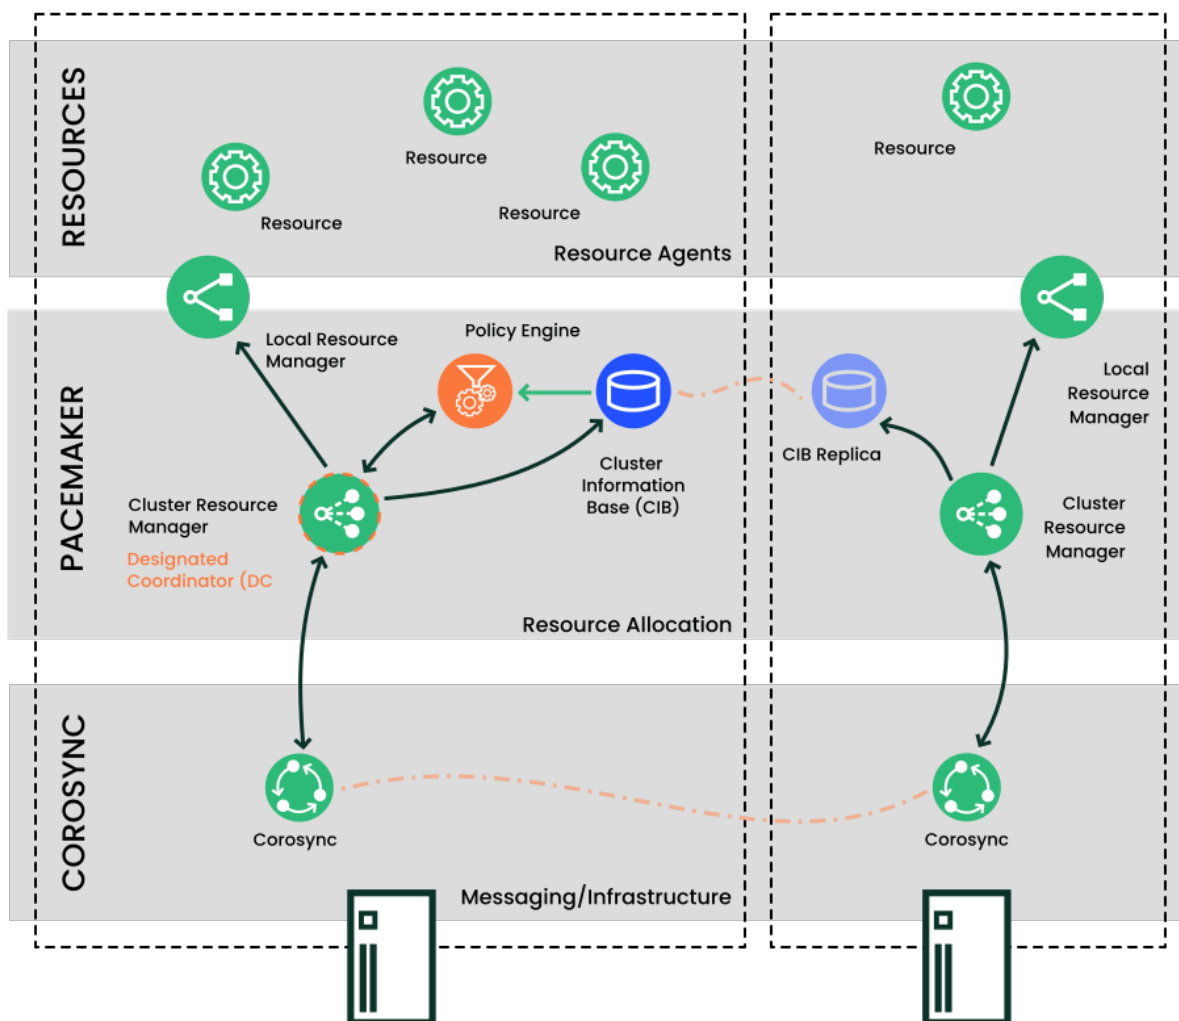 RESOURCES
Resource
Resource
Resource
Resource
Resource Agents
PACEMAKER
Local Resource
Manager
Policy Engine
Cluster
Information
Base (CIB)
Cluster Resource
Manager
Designated
Coordinator (DC
Resource Allocation
CIB Replica
Local
Resource
Manager
Cluster
Resource
Manager
COROSYNC
Corosync
Corosync
Messaging/Infrastructure